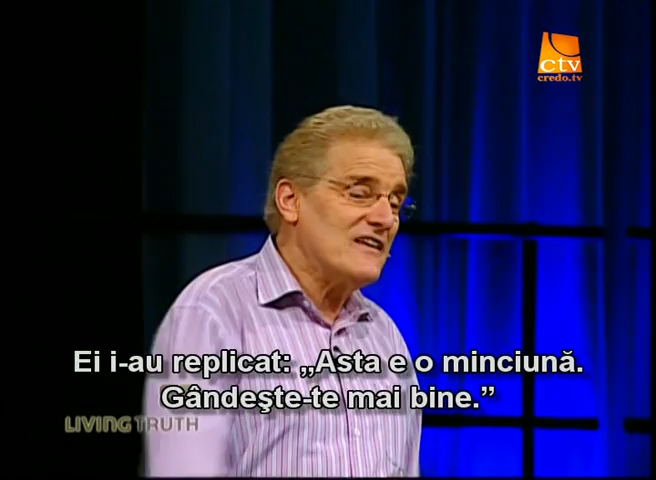 ctv
credo.tv
Ei i-au replicat: „Asta e o minciună.
Gândeşte-te mai bine.”
LIVING TRUTH